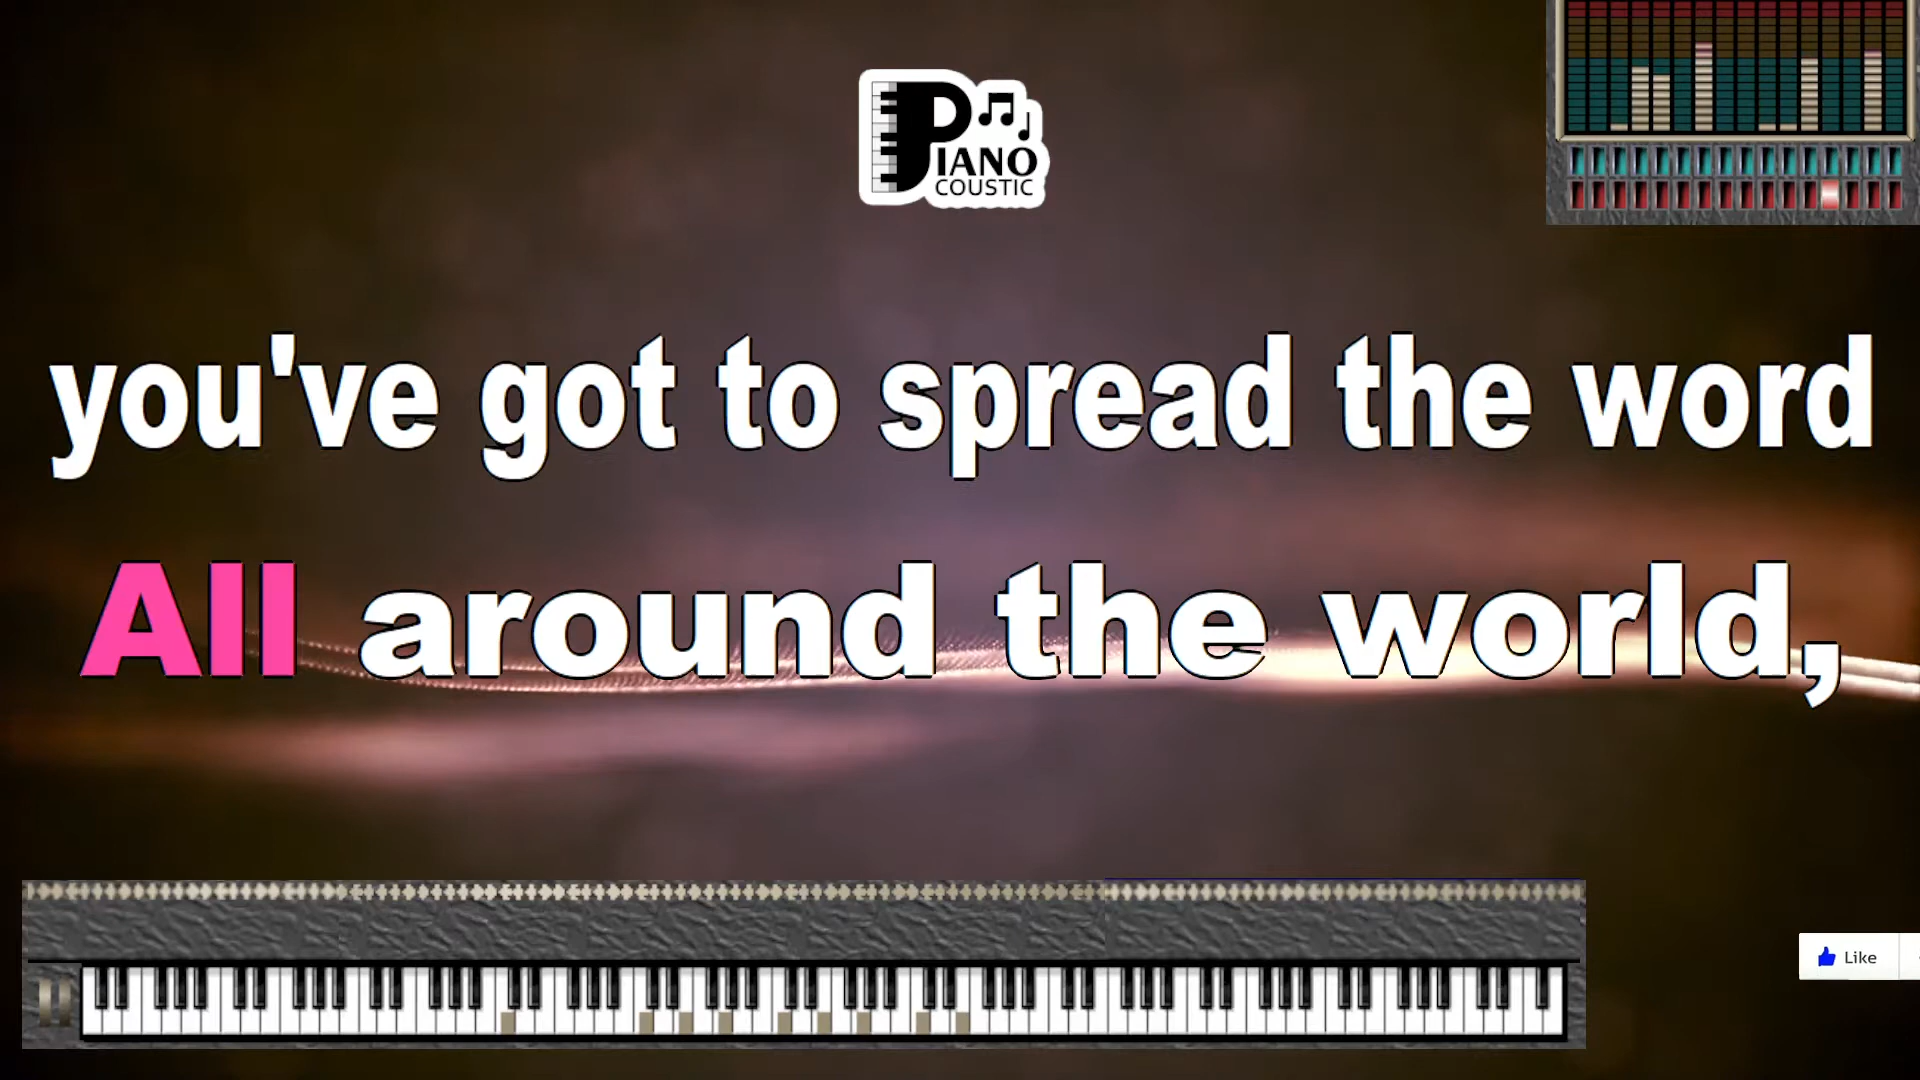 PIANO
COUSTIC
you've got to spread the word
All around the world,
Like